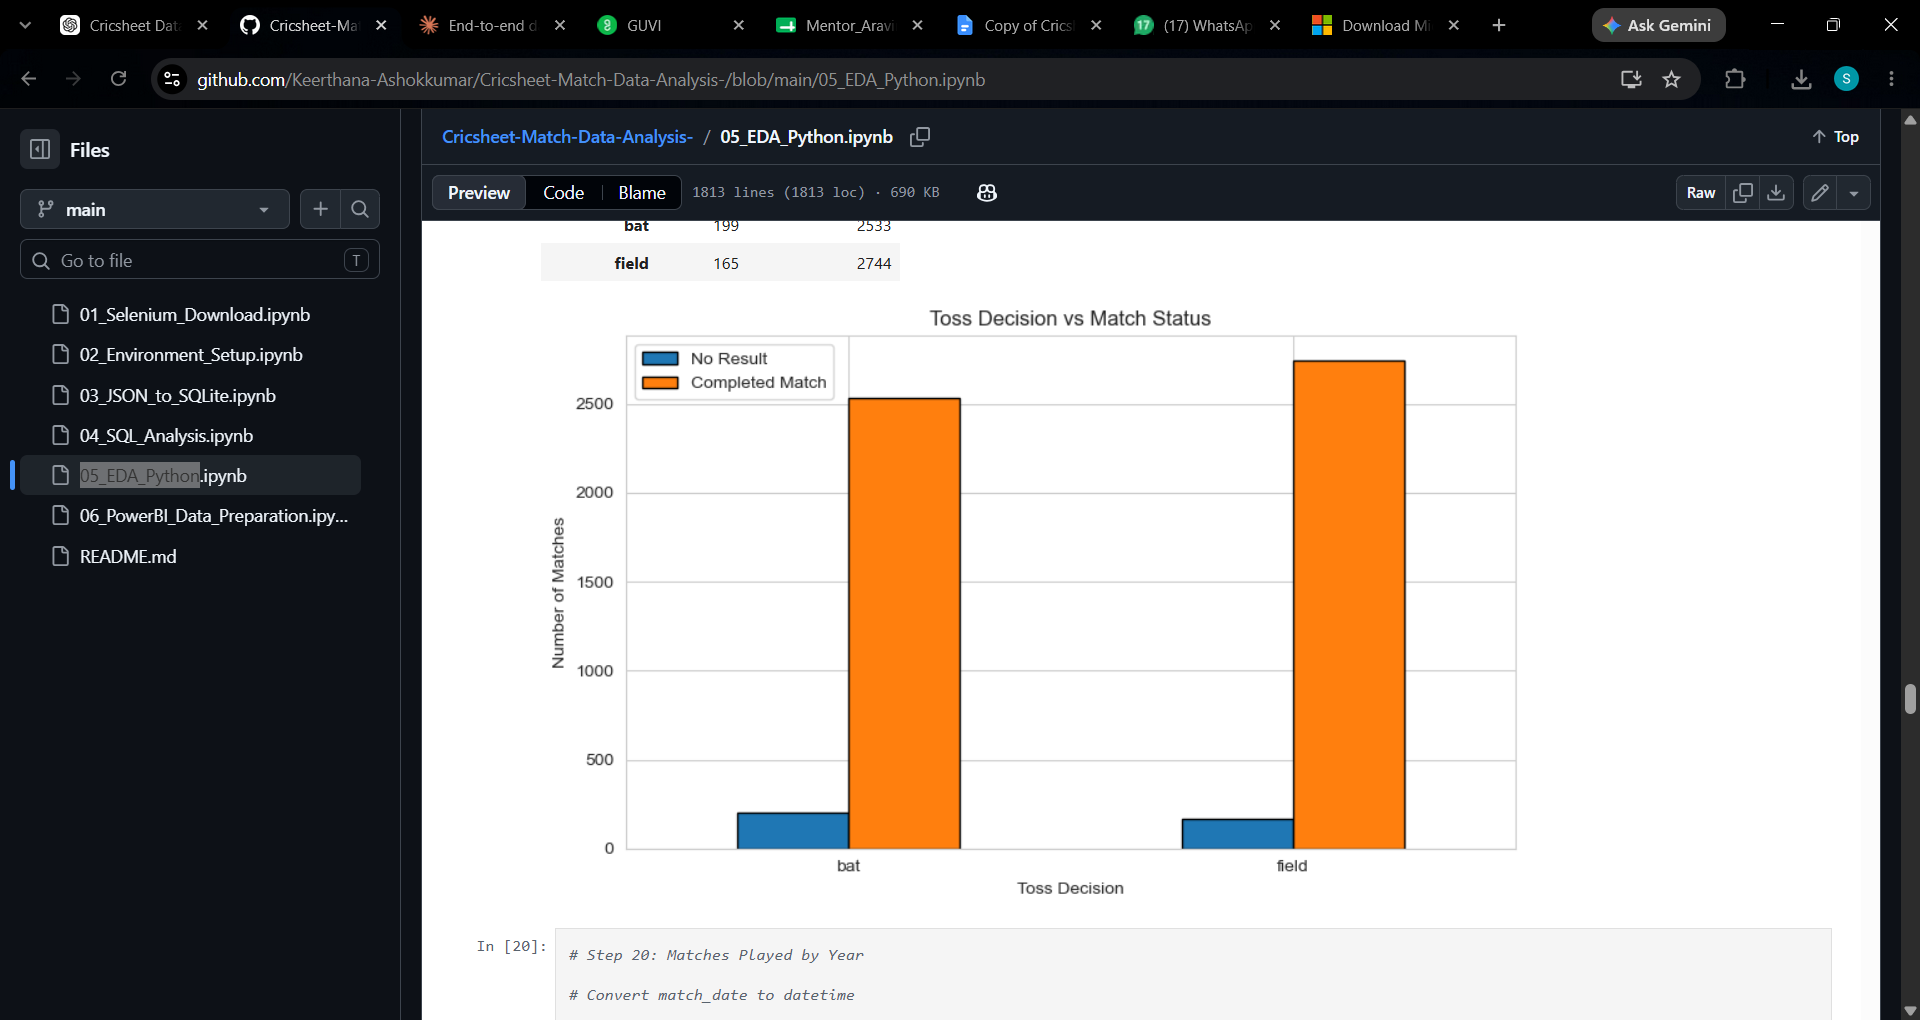 Cricsheet Dat
Cricsheet-Mat
End-to-end d
GUVI
Mentor_Aravi
Copy of Cricsh
(17) WhatsAp
Download Mi
Ask Gemini
github.com/Keerthana-Ashokkumar/Cricsheet-Match-Data-Analysis-/blob/main/05_EDA_Python.ipynb
S
Files
main
Go to file
T
01_Selenium_Download.ipynb
02_Environment_Setup.ipynb
03_JSON_to_SQLite.ipynb
04_SQL_Analysis.ipynb
05_EDA_Python.ipynb
06_PowerBI_Data_Preparation.ipy...
README.md
Cricsheet-Match-Data-Analysis- / 05_EDA_Python.ipynb
Top
Preview Code Blame 1813 lines (1813 loc) · 690 KB
Raw
bat 199 2533
field 165 2744
Toss Decision vs Match Status
No Result
Completed Match
2500
2000
1500
1000
500
0
Number of Matches
bat field
Toss Decision
In [20]:
# Step 20: Matches Played by Year
# Convert match_date to datetime